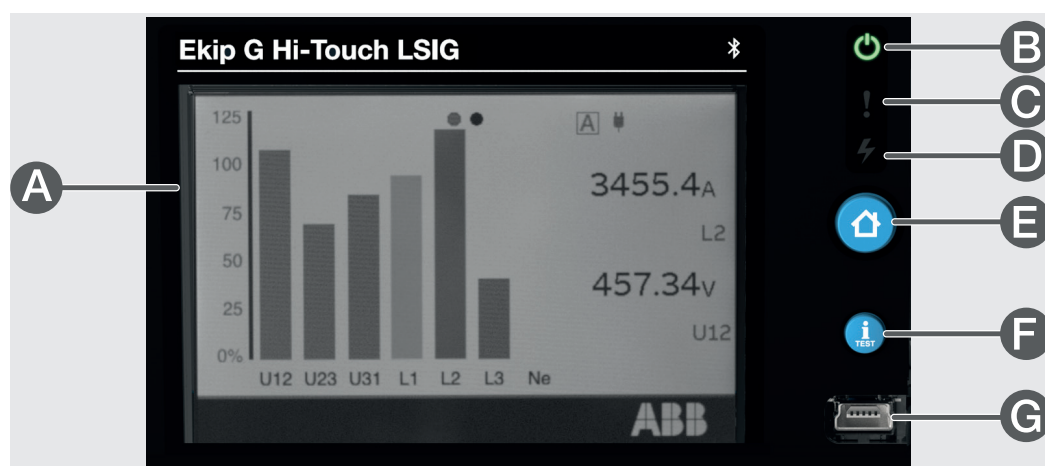 Ekip G Hi-Touch LSIG
125
100
75
50
25
0%
U12 U23 U31 L1 L2 L3 Ne
A
3455.4A
L2
457.34V
U12
ABB
i
TEST
A
B
C
!
D
E
F
G